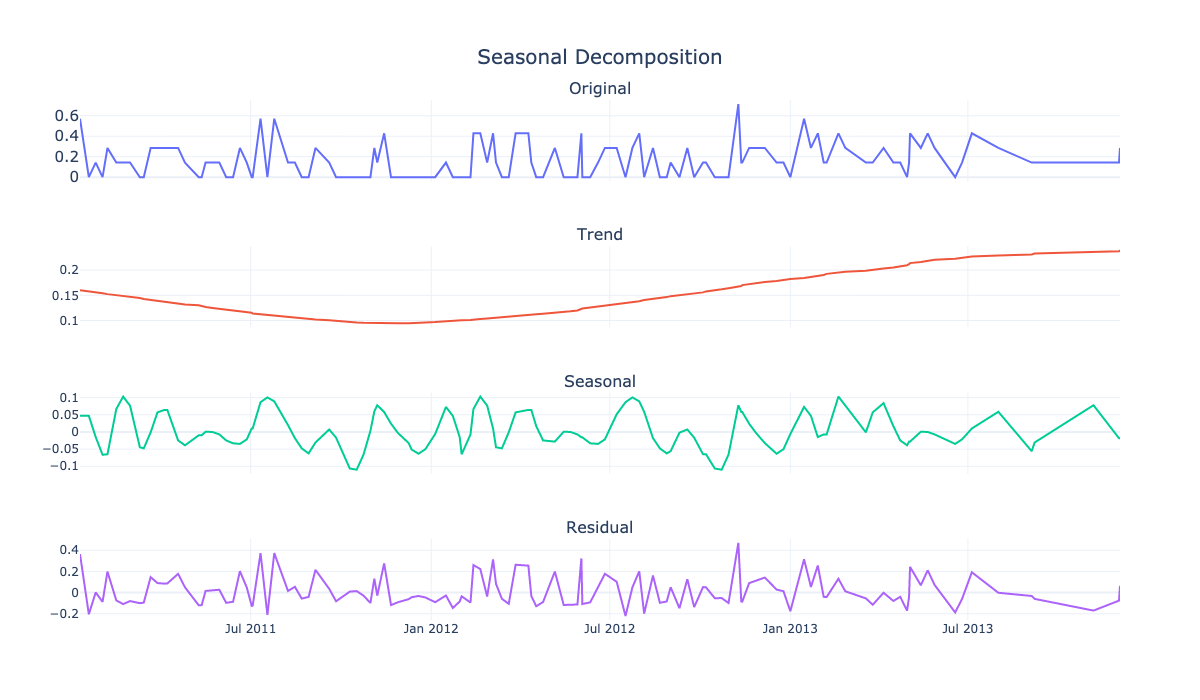 Seasonal Decomposition
Original
0.6
0.4
0.2
0
Trend
0.2
0.15
0.1
Seasonal
0.1
0.05
0
−0.05
−0.1
Residual
0.4
0.2
0
−0.2
Jul 2011 Jan 2012 Jul 2012 Jan 2013 Jul 2013